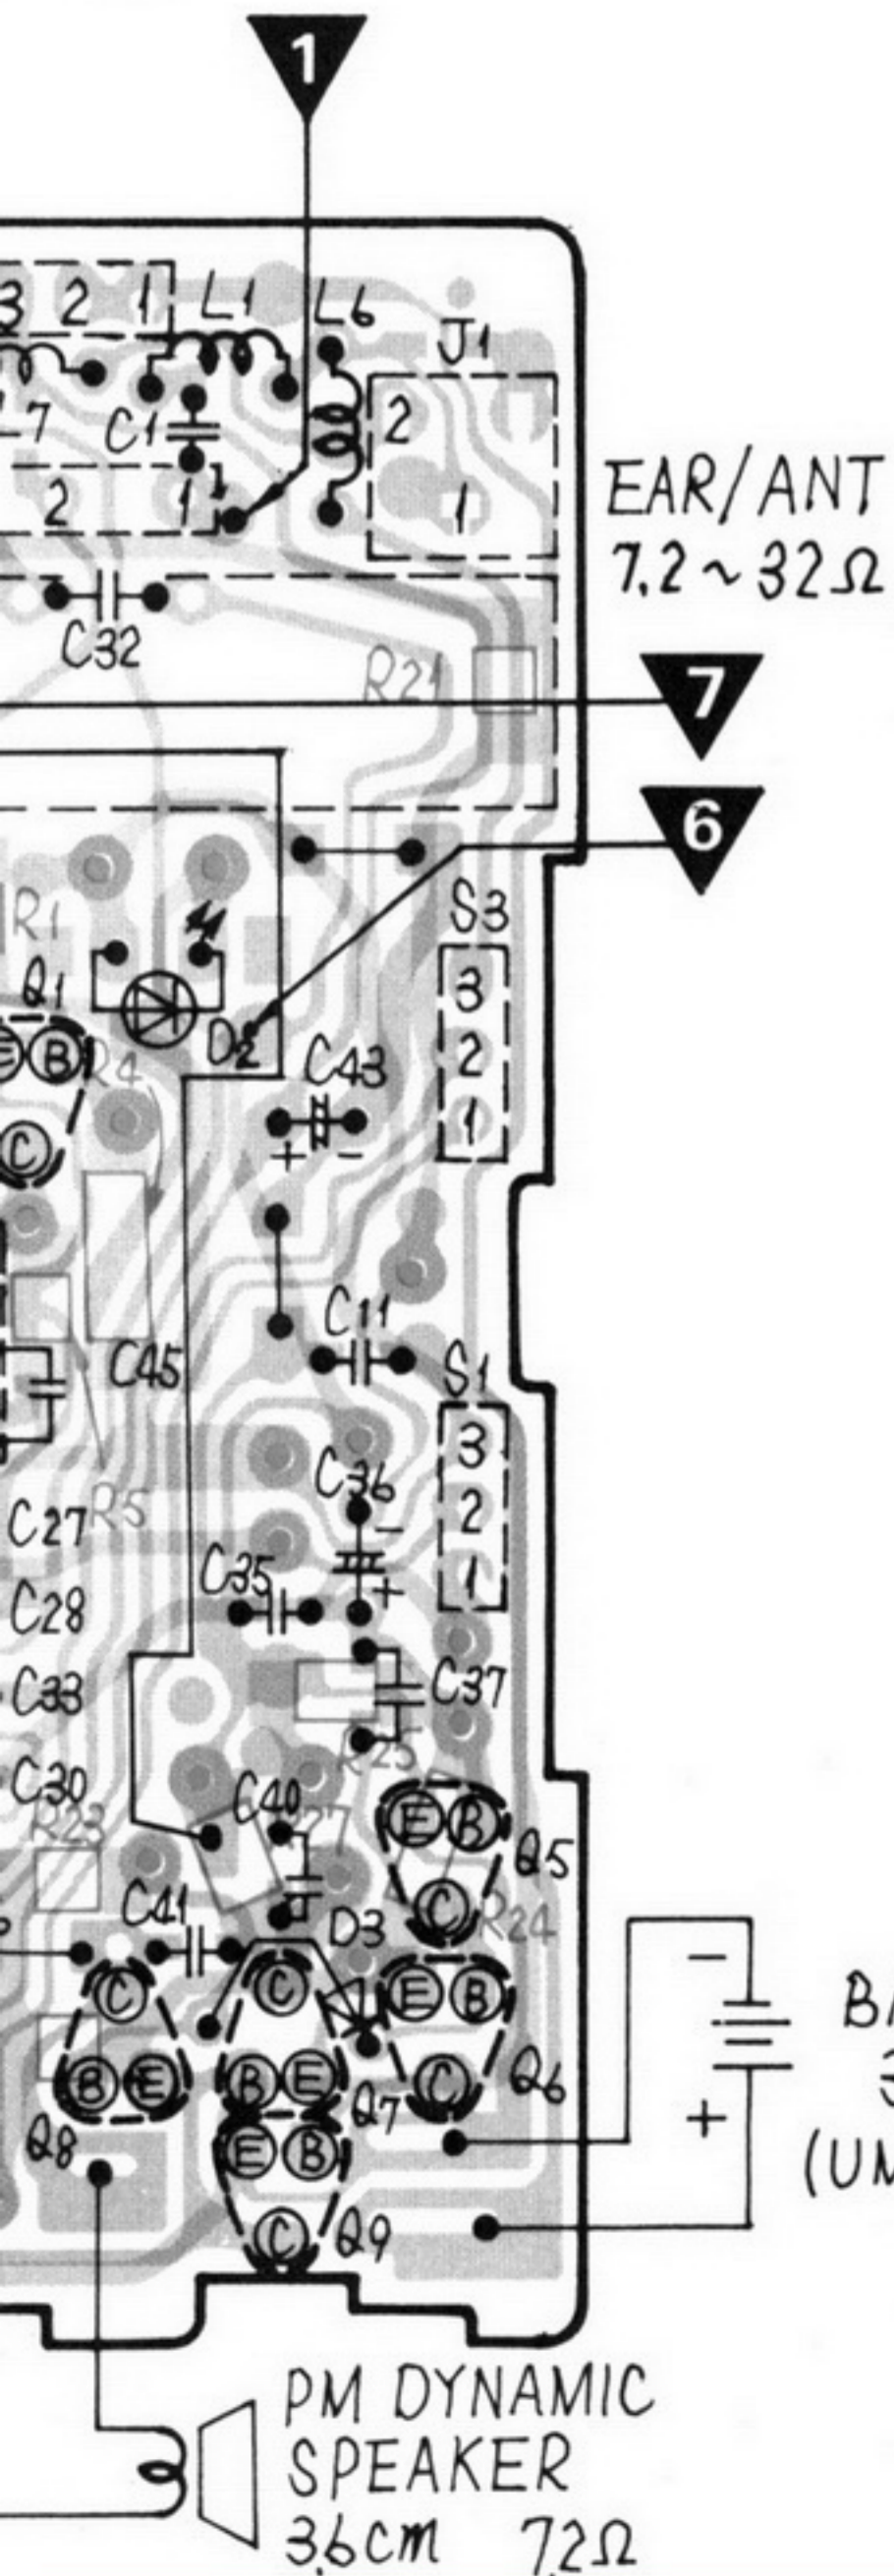 1
3 2 1 L1 L6
J1
2
C1
2 1
1
EAR/ANT
7.2~32Ω
C32
R21
7
6
S3
3
2
1
R1
Q1
D2
E B
R4
C
C43
+ -
C11
C45
S1
3
2
1
C36
-
+
C27
R5
C35
C28
C33
C37
R25
C30
C40
R23
R27
E B
Q5
C
R24
C41
D3
C
C
E B
B E
B E
C
Q6
Q7
Q8
E B
C
Q9
-
+
PM DYNAMIC
SPEAKER
3.6cm 7.2Ω